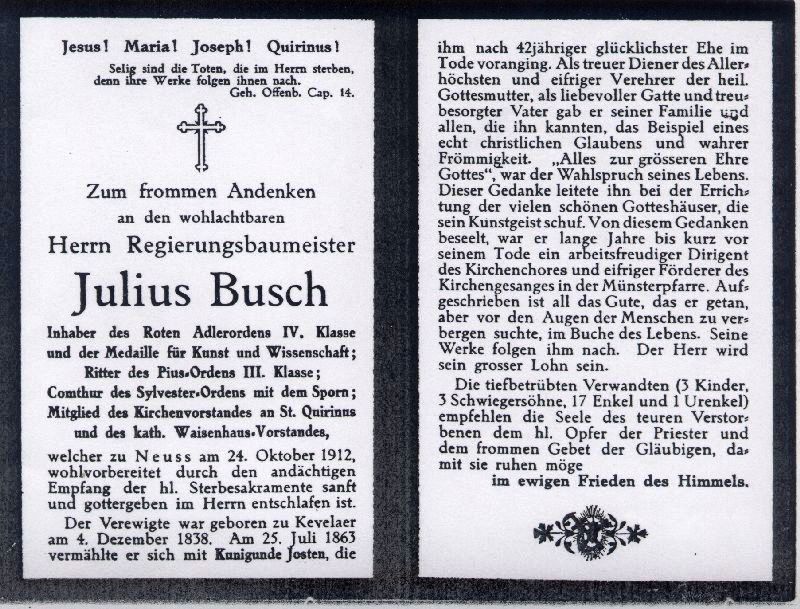 Jesus! Maria! Joseph! Quirinus!
Selig sind die Toten, die im Herrn sterben,
denn ihre Werke folgen ihnen nach.
Geh. Offenb. Cap. 14.
Zum frommen Andenken
an den wohlachtbaren
Herrn Regierungsbaumeister
Julius Busch
Inhaber des Roten Adlerordens IV. Klasse
und der Medaille für Kunst und Wissenschaft;
Ritter des Pius-Ordens III. Klasse;
Comthur des Sylvester-Ordens mit dem Sporn;
Mitglied des Kirchenvorstandes an St. Quirinus
und des kath. Waisenhaus-Vorstandes,
welcher zu Neuss am 24. Oktober 1912,
wohlvorbereitet durch den andächtigen
Empfang der hl. Sterbesakramente sanft
und gottergeben im Herrn entschlafen ist.
Der Verewigte war geboren zu Kevelaer
am 4. Dezember 1838. Am 25. Juli 1863
vermählte er sich mit Kunigunde Josten, die
ihm nach 42jähriger glücklichster Ehe im
Tode voranging. Als treuer Diener des Aller-
höchsten und eifriger Verehrer der heil.
Gottesmutter, als liebevoller Gatte und treu-
besorgter Vater gab er seiner Familie und
allen, die ihn kannten, das Beispiel eines
echt christlichen Glaubens und wahrer
Frömmigkeit. „Alles zur grösseren Ehre
Gottes“, war der Wahlspruch seines Lebens.
Dieser Gedanke leitete ihn bei der Errich-
tung der vielen schönen Gotteshäuser, die
sein Kunstgeist schuf. Von diesem Gedanken
beseelt, war er lange Jahre bis kurz vor
seinem Tode ein arbeitsfreudiger Dirigent
des Kirchenchores und eifriger Förderer des
Kirchengesanges in der Münsterpfarre. Auf-
geschrieben ist all das Gute, das er getan,
aber vor den Augen der Menschen zu ver-
bergen suchte, im Buche des Lebens. Seine
Werke folgen ihm nach. Der Herr wird
sein grosser Lohn sein.
Die tiefbetrübten Verwandten (3 Kinder,
3 Schwiegersöhne, 17 Enkel und 1 Urenkel)
empfehlen die Seele des teuren Verstor-
benen dem hl. Opfer der Priester und
dem frommen Gebet der Gläubigen, da-
mit sie ruhen möge
im ewigen Frieden des Himmels.